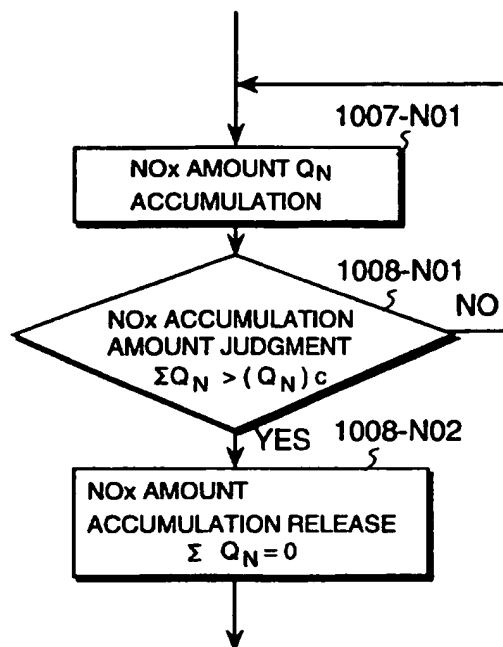 1007-N01
NOx AMOUNT QN
ACCUMULATION
1008-N01
NO
NOx ACCUMULATION
AMOUNT JUDGMENT
ΣQN > (QN) c
YES
1008-N02
NOx AMOUNT
ACCUMULATION RELEASE
Σ QN = 0